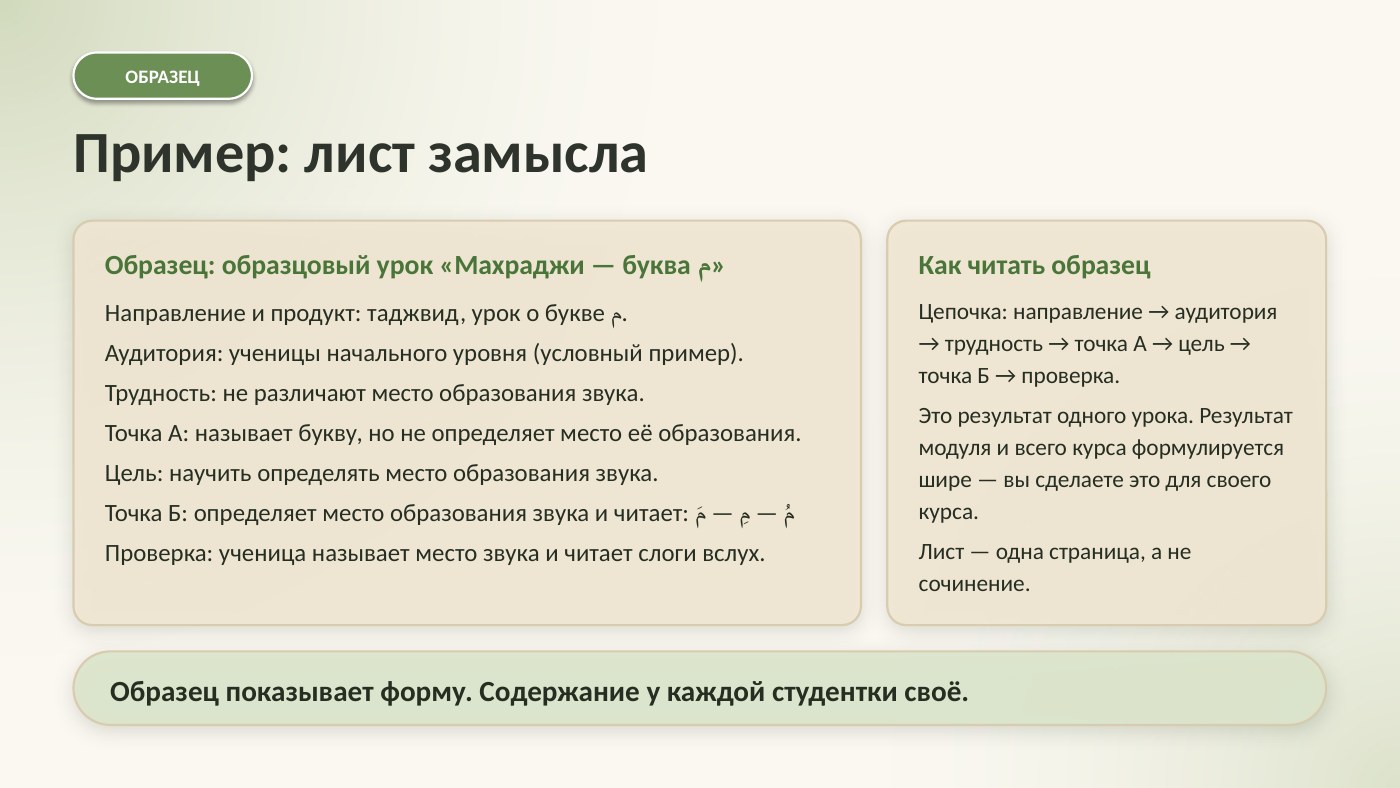 ОБРАЗЕЦ
Пример: лист замысла
Образец: образцовый урок «Махраджи — буква م»
Направление и продукт: таджвид, урок о букве م.
Аудитория: ученицы начального уровня (условный пример).
Трудность: не различают место образования звука.
Точка А: называет букву, но не определяет место её образования.
Цель: научить определять место образования звука.
Точка Б: определяет место образования звука и читает: مَ — مِ — مُ
Проверка: ученица называет место звука и читает слоги вслух.
Как читать образец
Цепочка: направление → аудитория
→ трудность → точка А → цель →
точка Б → проверка.
Это результат одного урока. Результат
модуля и всего курса формулируется
шире — вы сделаете это для своего
курса.
Лист — одна страница, а не
сочинение.
Образец показывает форму. Содержание у каждой студентки своё.